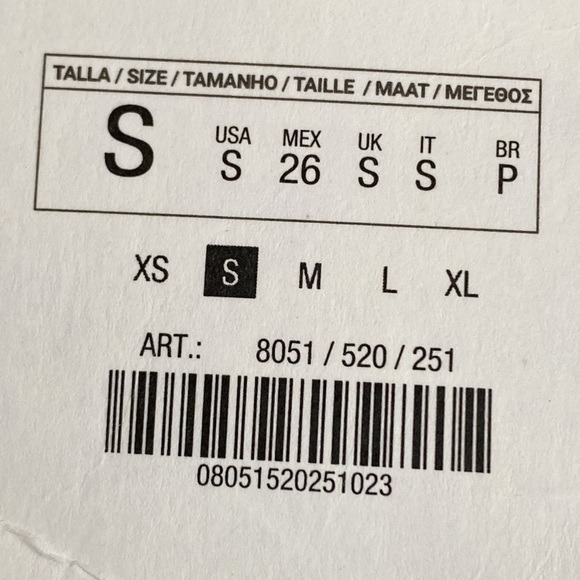 TALLA / SIZE / TAMANHO / TAILLE / MAAT / ΜΕΓΕΘΟΣ
S USA MEX UK IT BR
S 26 S S P
XS S M L XL
ART.: 8051 / 520 / 251
08051520251023